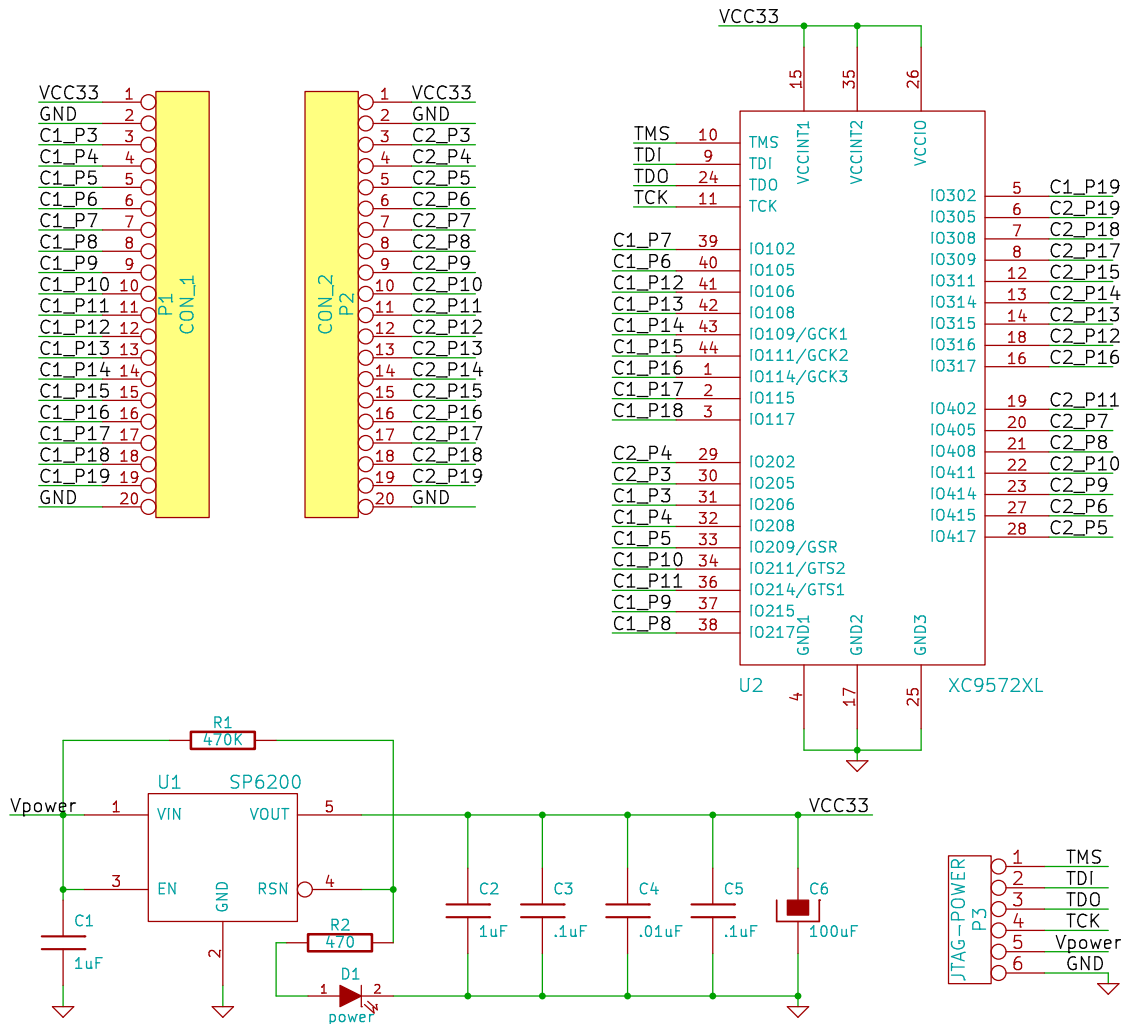 VCC33
15
35
26
VCCINT1
VCCINT2
VCCIO
VCC33 1
GND 2
C1_P3 3
C1_P4 4
C1_P5 5
C1_P6 6
C1_P7 7
C1_P8 8
C1_P9 9
C1_P10 10
C1_P11 11
C1_P12 12
C1_P13 13
C1_P14 14
C1_P15 15
C1_P16 16
C1_P17 17
C1_P18 18
C1_P19 19
GND 20
P1
CON_1
CON_2
P2
1 VCC33
2 GND
3 C2_P3
4 C2_P4
5 C2_P5
6 C2_P6
7 C2_P7
8 C2_P8
9 C2_P9
10 C2_P10
11 C2_P11
12 C2_P12
13 C2_P13
14 C2_P14
15 C2_P15
16 C2_P16
17 C2_P17
18 C2_P18
19 C2_P19
20 GND
TMS 10 TMS
TDI 9 TDI
TDO 24 TDO
TCK 11 TCK
C1_P7 39 IO102
C1_P6 40 IO105
C1_P12 41 IO106
C1_P13 42 IO108
C1_P14 43 IO109/GCK1
C1_P15 44 IO111/GCK2
C1_P16 1 IO114/GCK3
C1_P17 2 IO115
C1_P18 3 IO117
C2_P4 29 IO202
C2_P3 30 IO205
C1_P3 31 IO206
C1_P4 32 IO208
C1_P5 33 IO209/GSR
C1_P10 34 IO211/GTS2
C1_P11 36 IO214/GTS1
C1_P9 37 IO215
C1_P8 38 IO217
IO302 5 C1_P19
IO305 6 C2_P19
IO308 7 C2_P18
IO309 8 C2_P17
IO311 12 C2_P15
IO314 13 C2_P14
IO315 14 C2_P13
IO316 18 C2_P12
IO317 16 C2_P16
IO402 19 C2_P11
IO405 20 C2_P7
IO408 21 C2_P8
IO411 22 C2_P10
IO414 23 C2_P9
IO415 27 C2_P6
IO417 28 C2_P5
GND1
GND2
GND3
U2
4
17
25
XC9572XL
R1
470K
U1 SP6200
Vpower 1 VIN
VOUT 5
VCC33
3 EN
GND
RSN 4
2
C1
1uF
R2
470
D1
1 2
power
C2
1uF
C3
.1uF
C4
.01uF
C5
.1uF
C6
100uF
JTAG-POWER
P3
1 TMS
2 TDI
3 TDO
4 TCK
5 Vpower
6 GND